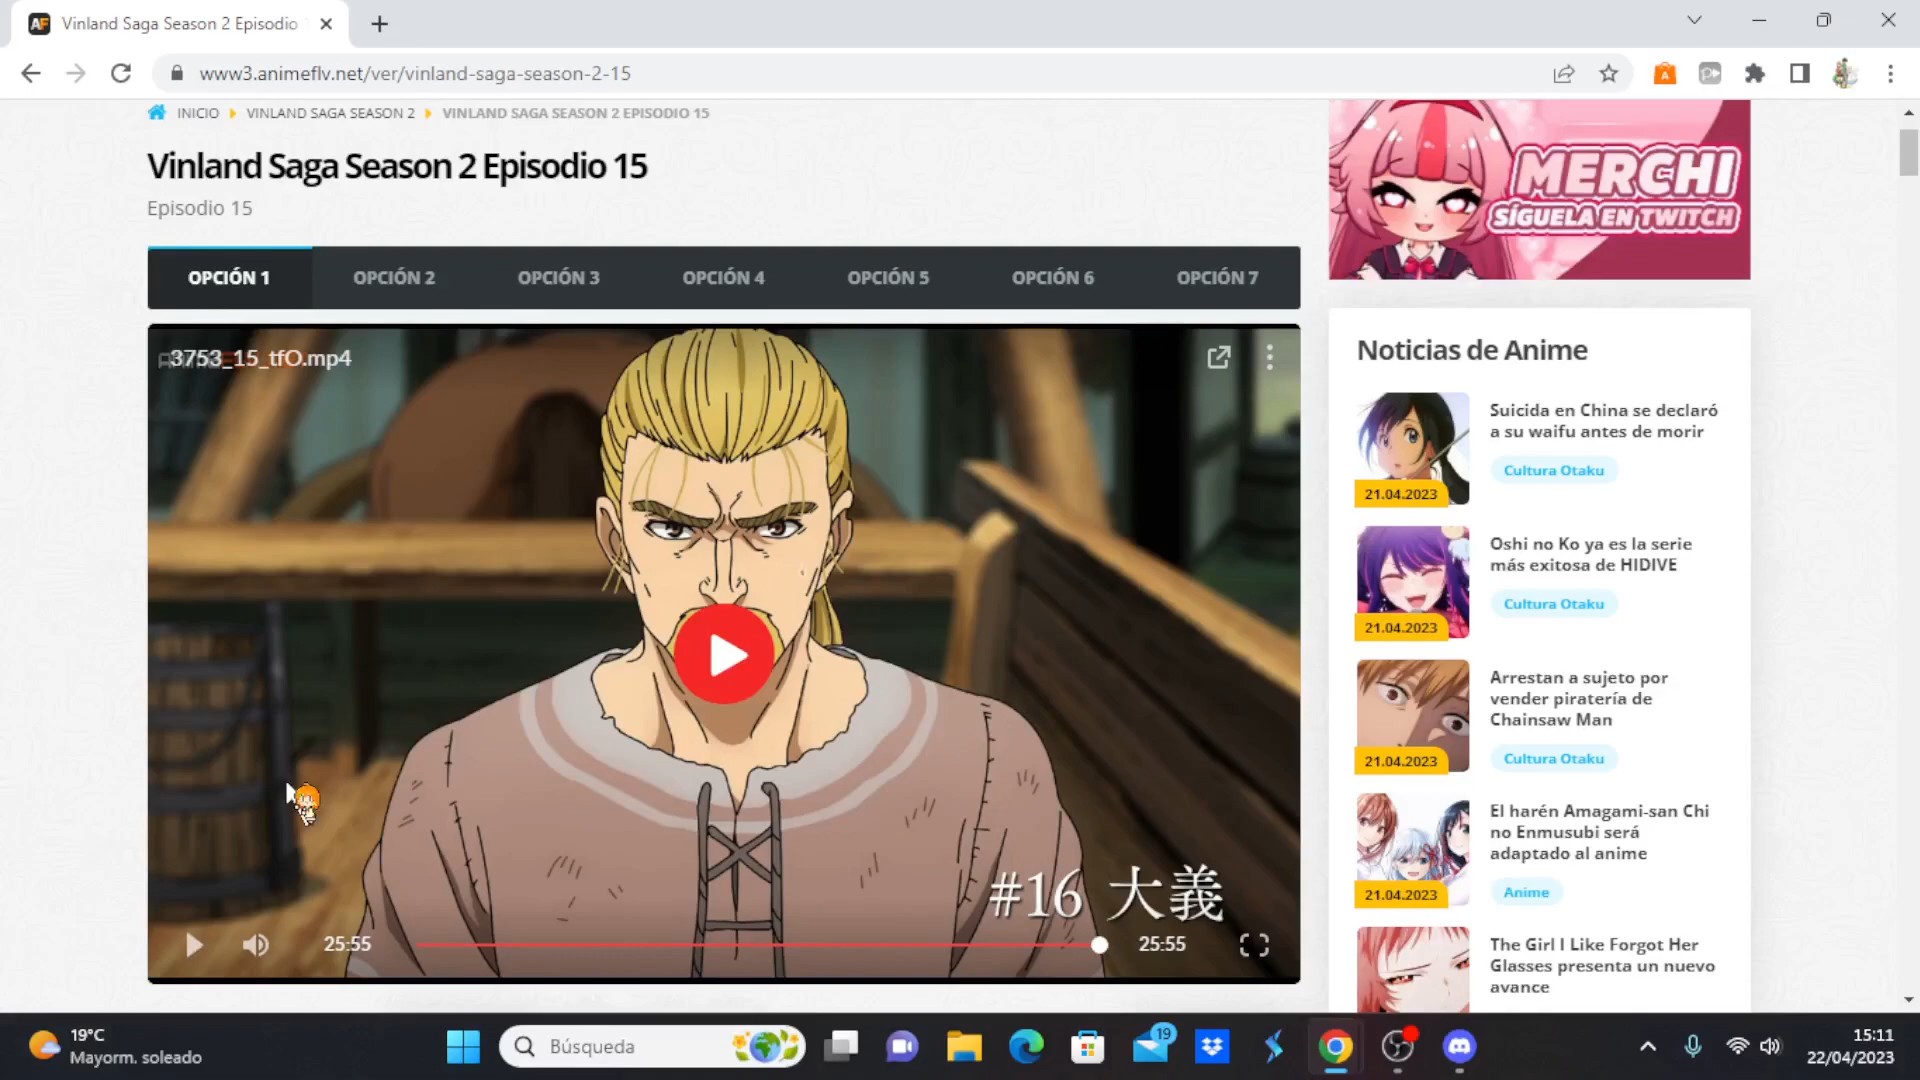 Vinland Saga Season 2 Episodio
www3.animeflv.net/ver/vinland-saga-season-2-15
INICIO VINLAND SAGA SEASON 2 VINLAND SAGA SEASON 2 EPISODIO 15
Vinland Saga Season 2 Episodio 15
Episodio 15
OPCIÓN 1 OPCIÓN 2 OPCIÓN 3 OPCIÓN 4 OPCIÓN 5 OPCIÓN 6 OPCIÓN 7
3753_15_tfO.mp4
#16 大義
25:55 25:55
MERCHI
SÍGUELA EN TWITCH
Noticias de Anime
Suicida en China se declaró
a su waifu antes de morir
Cultura Otaku
21.04.2023
Oshi no Ko ya es la serie
más exitosa de HIDIVE
Cultura Otaku
21.04.2023
Arrestan a sujeto por
vender piratería de
Chainsaw Man
Cultura Otaku
21.04.2023
El harén Amagami-san Chi
no Enmusubi será
adaptado al anime
Anime
21.04.2023
The Girl I Like Forgot Her
Glasses presenta un nuevo
avance
19°C
Mayorm. soleado
Búsqueda
19
15:11
22/04/2023